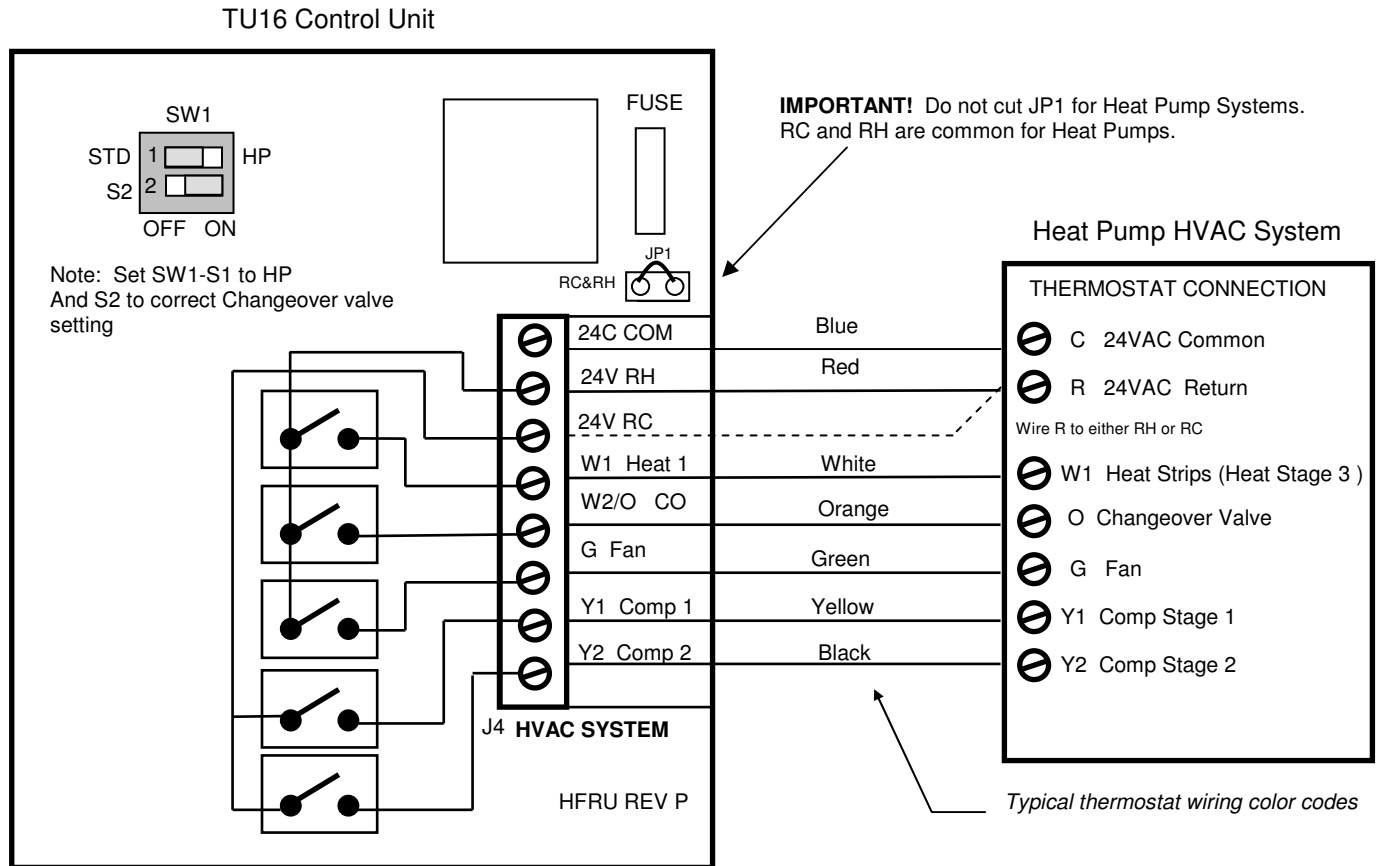 TU16 Control Unit
SW1
STD 1 HP
S2 2
OFF ON
Note: Set SW1-S1 to HP
And S2 to correct Changeover valve
setting
FUSE
JP1
RC&RH
IMPORTANT! Do not cut JP1 for Heat Pump Systems.
RC and RH are common for Heat Pumps.
24C COM
24V RH
24V RC
W1 Heat 1
W2/O CO
G Fan
Y1 Comp 1
Y2 Comp 2
J4 HVAC SYSTEM
HFRU REV P
Blue
Red
White
Orange
Green
Yellow
Black
Heat Pump HVAC System
THERMOSTAT CONNECTION
C 24VAC Common
R 24VAC Return
Wire R to either RH or RC
W1 Heat Strips (Heat Stage 3 )
O Changeover Valve
G Fan
Y1 Comp Stage 1
Y2 Comp Stage 2
Typical thermostat wiring color codes